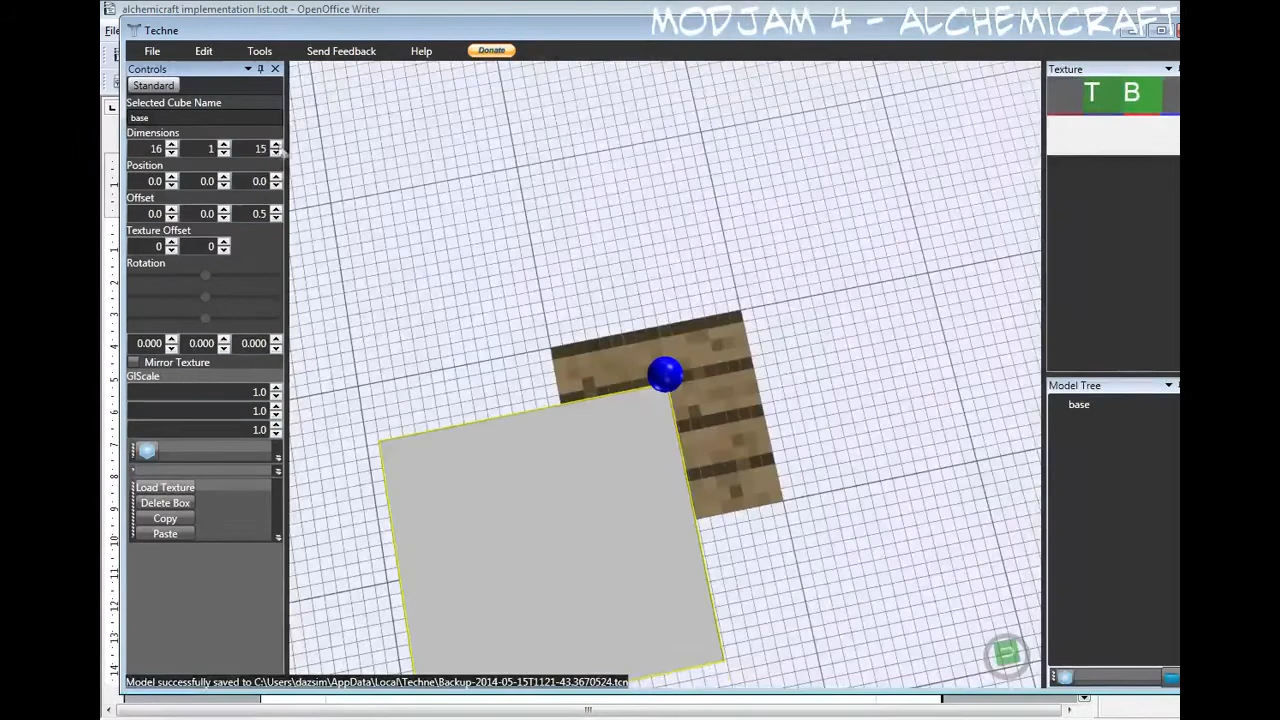 alchemicraft implementation list.odt - OpenOffice Writer
MODJAM 4 - ALCHEMICRAFT
Techne
File Edit Tools Send Feedback Help Donate
Controls
Standard
Selected Cube Name
base
Dimensions
16 1 15
Position
0.0 0.0 0.0
Offset
0.0 0.0 0.5
Texture Offset
0 0
Rotation
0.000 0.000 0.000
Mirror Texture
GlScale
1.0
1.0
1.0
Load Texture
Delete Box
Copy
Paste
Texture
T B
Model Tree
base
Model successfully saved to C:\Users\dazsim\AppData\Local\Techne\Backup-2014-05-15T1121-43.3670524.tcn